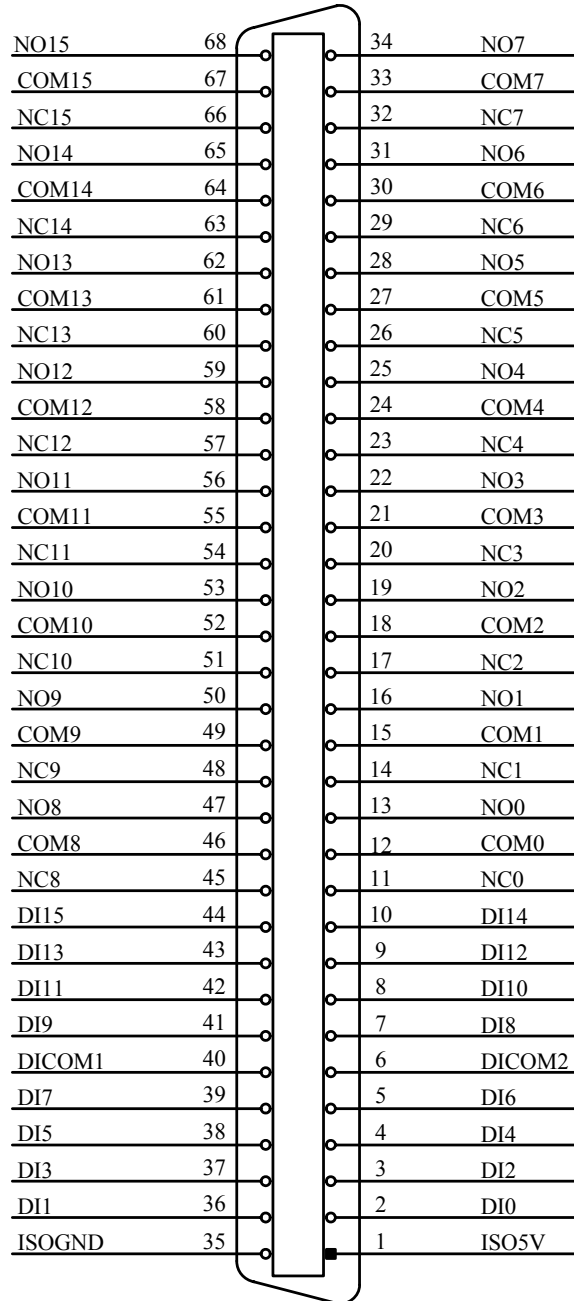 NO15 68 34 NO7
COM15 67 33 COM7
NC15 66 32 NC7
NO14 65 31 NO6
COM14 64 30 COM6
NC14 63 29 NC6
NO13 62 28 NO5
COM13 61 27 COM5
NC13 60 26 NC5
NO12 59 25 NO4
COM12 58 24 COM4
NC12 57 23 NC4
NO11 56 22 NO3
COM11 55 21 COM3
NC11 54 20 NC3
NO10 53 19 NO2
COM10 52 18 COM2
NC10 51 17 NC2
NO9 50 16 NO1
COM9 49 15 COM1
NC9 48 14 NC1
NO8 47 13 NO0
COM8 46 12 COM0
NC8 45 11 NC0
DI15 44 10 DI14
DI13 43 9 DI12
DI11 42 8 DI10
DI9 41 7 DI8
DICOM1 40 6 DICOM2
DI7 39 5 DI6
DI5 38 4 DI4
DI3 37 3 DI2
DI1 36 2 DI0
ISOGND 35 1 ISO5V